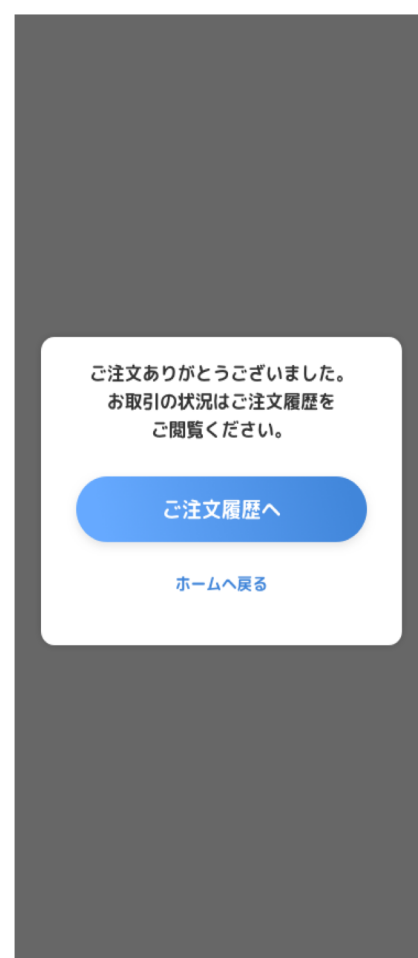 ご注文ありがとうございました。
お取引の状況はご注文履歴を
ご閲覧ください。
ご注文履歴へ
ホームへ戻る